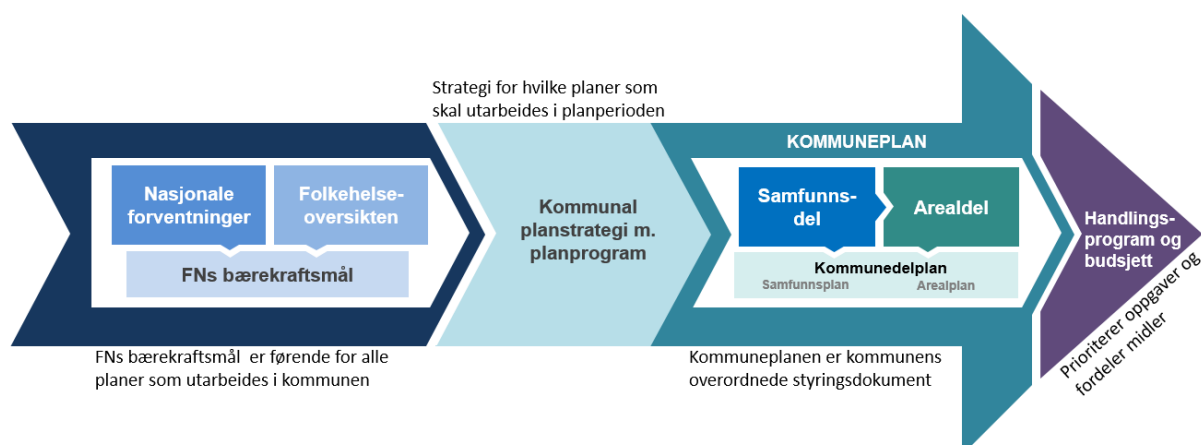 Strategi for hvilke planer som
skal utarbeides i planperioden
Nasjonale
forventninger
Folkehelse-
oversikten
FNs bærekraftsmål
FNs bærekraftsmål er førende for alle
planer som utarbeides i kommunen
Kommunal
planstrategi m.
planprogram
KOMMUNEPLAN
Samfunns-
del
Arealdel
Kommunedelplan
Samfunnsplan
Arealplan
Kommuneplanen er kommunens
overordnede styringsdokument
Handlings-
program og
budsjett
Prioriterer oppgaver og
fordeler midler